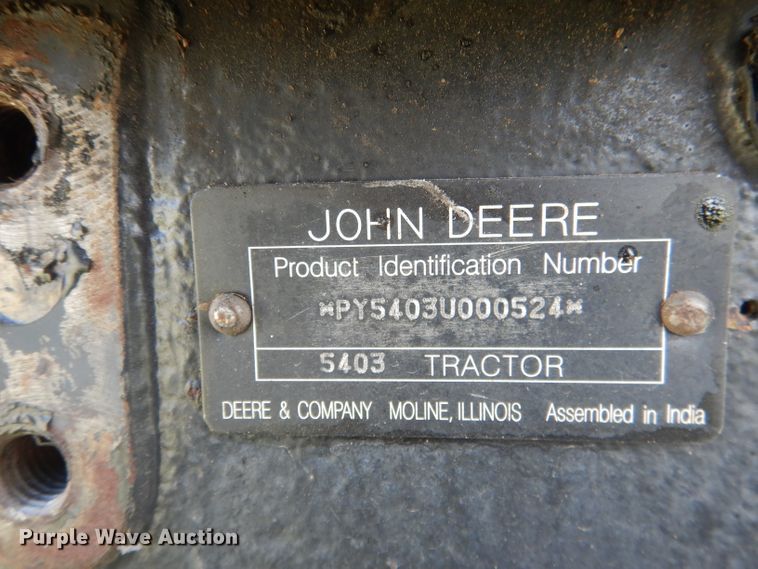 JOHN DEERE
Product Identification Number
*PY5403U000524*
5403 TRACTOR
DEERE & COMPANY MOLINE, ILLINOIS Assembled in India
Purple Wave Auction